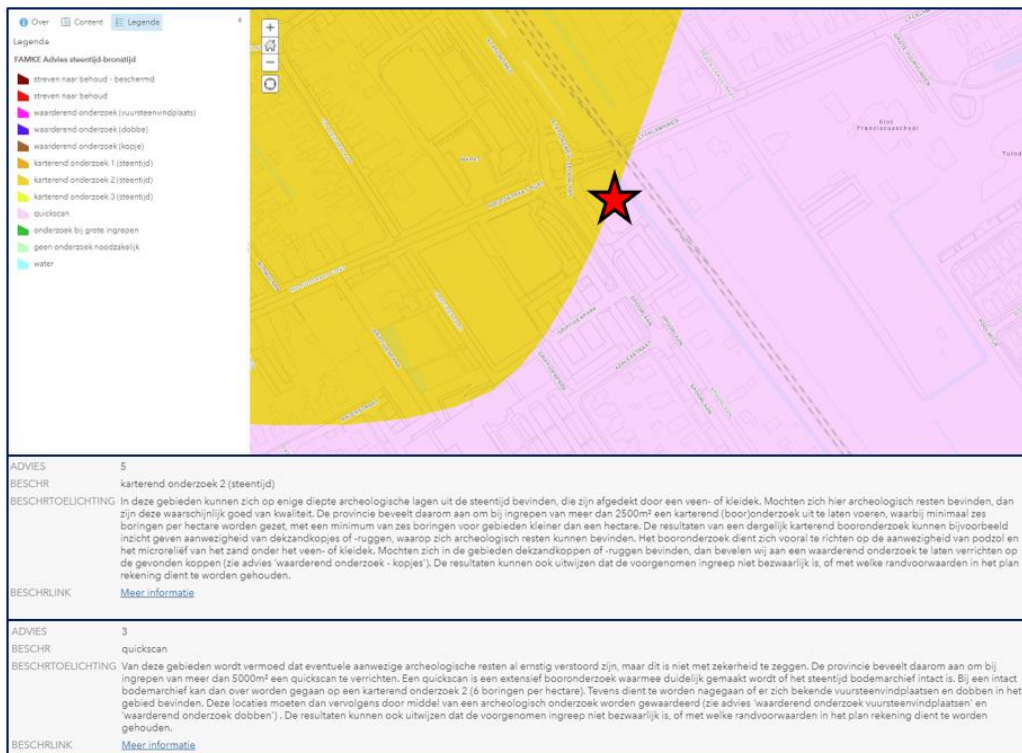 Over Content Legenda
Legenda
FAMKE Advies steentijd-bronstijd
streven naar behoud - beschermd
streven naar behoud
waarderend onderzoek (vuursteenvindplaats)
waarderend onderzoek (dobbe)
waarderend onderzoek (kopje)
karterend onderzoek 1 (steentijd)
karterend onderzoek 2 (steentijd)
karterend onderzoek 3 (steentijd)
quickscan
onderzoek bij grote ingrepen
geen onderzoek noodzakelijk
water
STATIONSWEG
LYCKLAMAWEG
MARKT
Sint
Franciscusschool
GRIFFIOENPARK
GRIFFIOENPARK
SPOORLAAN
SPOORLAAN
ADVIES 5
BESCHR karterend onderzoek 2 (steentijd)
BESCHRTOELICHTING In deze gebieden kunnen zich op enige diepte archeologische lagen uit de steentijd bevinden, die zijn afgedekt door een veen- of kleidek. Mochten zich hier archeologisch resten bevinden, dan
zijn deze waarschijnlijk goed van kwaliteit. De provincie beveelt daarom aan om bij ingrepen van meer dan 2500m² een karterend (boor)onderzoek uit te laten voeren, waarbij minimaal zes
boringen per hectare worden gezet, met een minimum van zes boringen voor gebieden kleiner dan een hectare. De resultaten van een dergelijk karterend booronderzoek kunnen bijvoorbeeld
inzicht geven aanwezigheid van dekzandkopjes of -ruggen, waarop zich archeologisch resten kunnen bevinden. Het booronderzoek dient zich vooral te richten op de aanwezigheid van podzol en
het microreliëf van het zand onder het veen- of kleidek. Mochten zich in de gebieden dekzandkoppen of -ruggen bevinden, dan bevelen wij aan een waarderend onderzoek te laten verrichten op
de gevonden koppen (zie advies 'waarderend onderzoek - kopjes'). De resultaten kunnen ook uitwijzen dat de voorgenomen ingreep niet bezwaarlijk is, of met welke randvoorwaarden in het plan
rekening dient te worden gehouden.
BESCHRLINK Meer informatie
ADVIES 3
BESCHR quickscan
BESCHRTOELICHTING Van deze gebieden wordt vermoed dat eventuele aanwezige archeologische resten al ernstig verstoord zijn, maar dit is niet met zekerheid te zeggen. De provincie beveelt daarom aan om bij
ingrepen van meer dan 5000m² een quickscan te verrichten. Een quickscan is een extensief booronderzoek waarmee duidelijk gemaakt wordt of het steentijd bodemarchief intact is. Bij een intact
bodemarchief kan dan over worden gegaan op een karterend onderzoek 2 (6 boringen per hectare). Tevens dient te worden nagegaan of er zich bekende vuursteenvindplaatsen en dobben in het
gebied bevinden. Deze locaties moeten dan vervolgens door middel van een archeologisch onderzoek worden gewaardeerd (zie advies 'waarderend onderzoek vuursteenvindplaatsen' en
'waarderend onderzoek dobben') . De resultaten kunnen ook uitwijzen dat de voorgenomen ingreep niet bezwaarlijk is, of met welke randvoorwaarden in het plan rekening dient te worden
gehouden.
BESCHRLINK Meer informatie